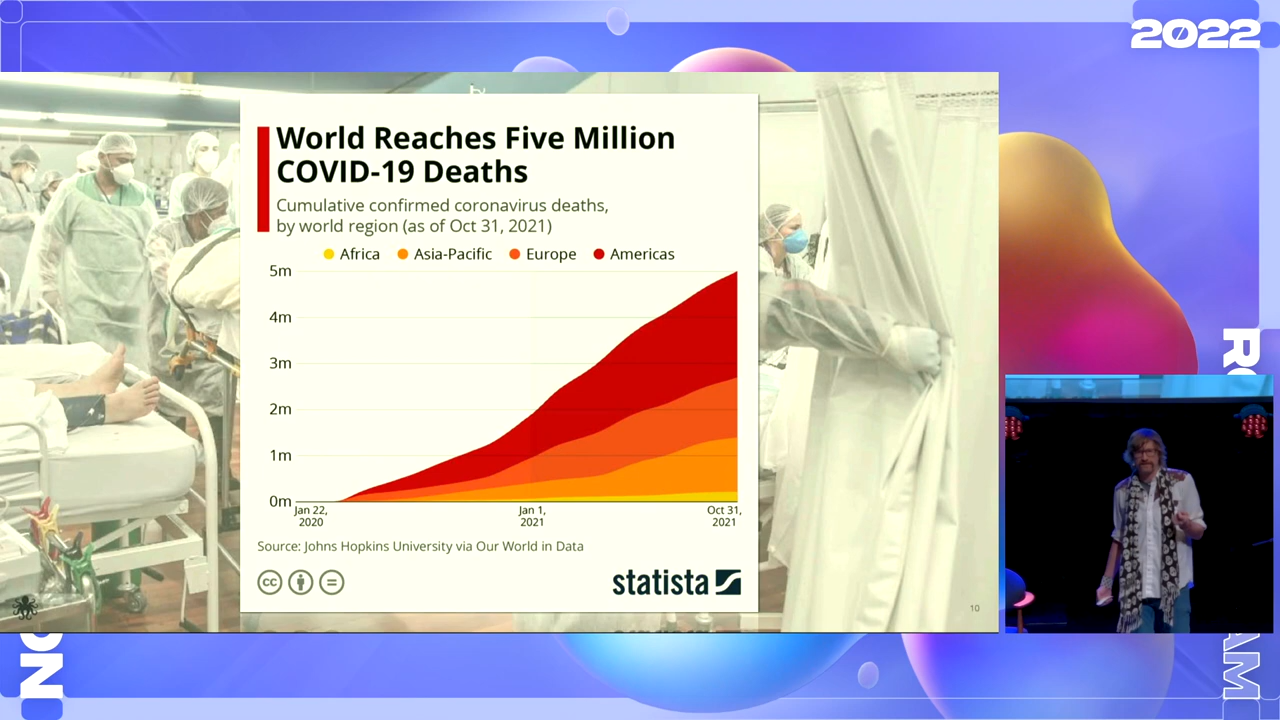 2022
World Reaches Five Million
COVID-19 Deaths
Cumulative confirmed coronavirus deaths,
by world region (as of Oct 31, 2021)
Africa Asia-Pacific Europe Americas
5m
4m
3m
2m
1m
0m
Jan 22,
2020
Jan 1,
2021
Oct 31,
2021
Source: Johns Hopkins University via Our World in Data
cc
statista
10